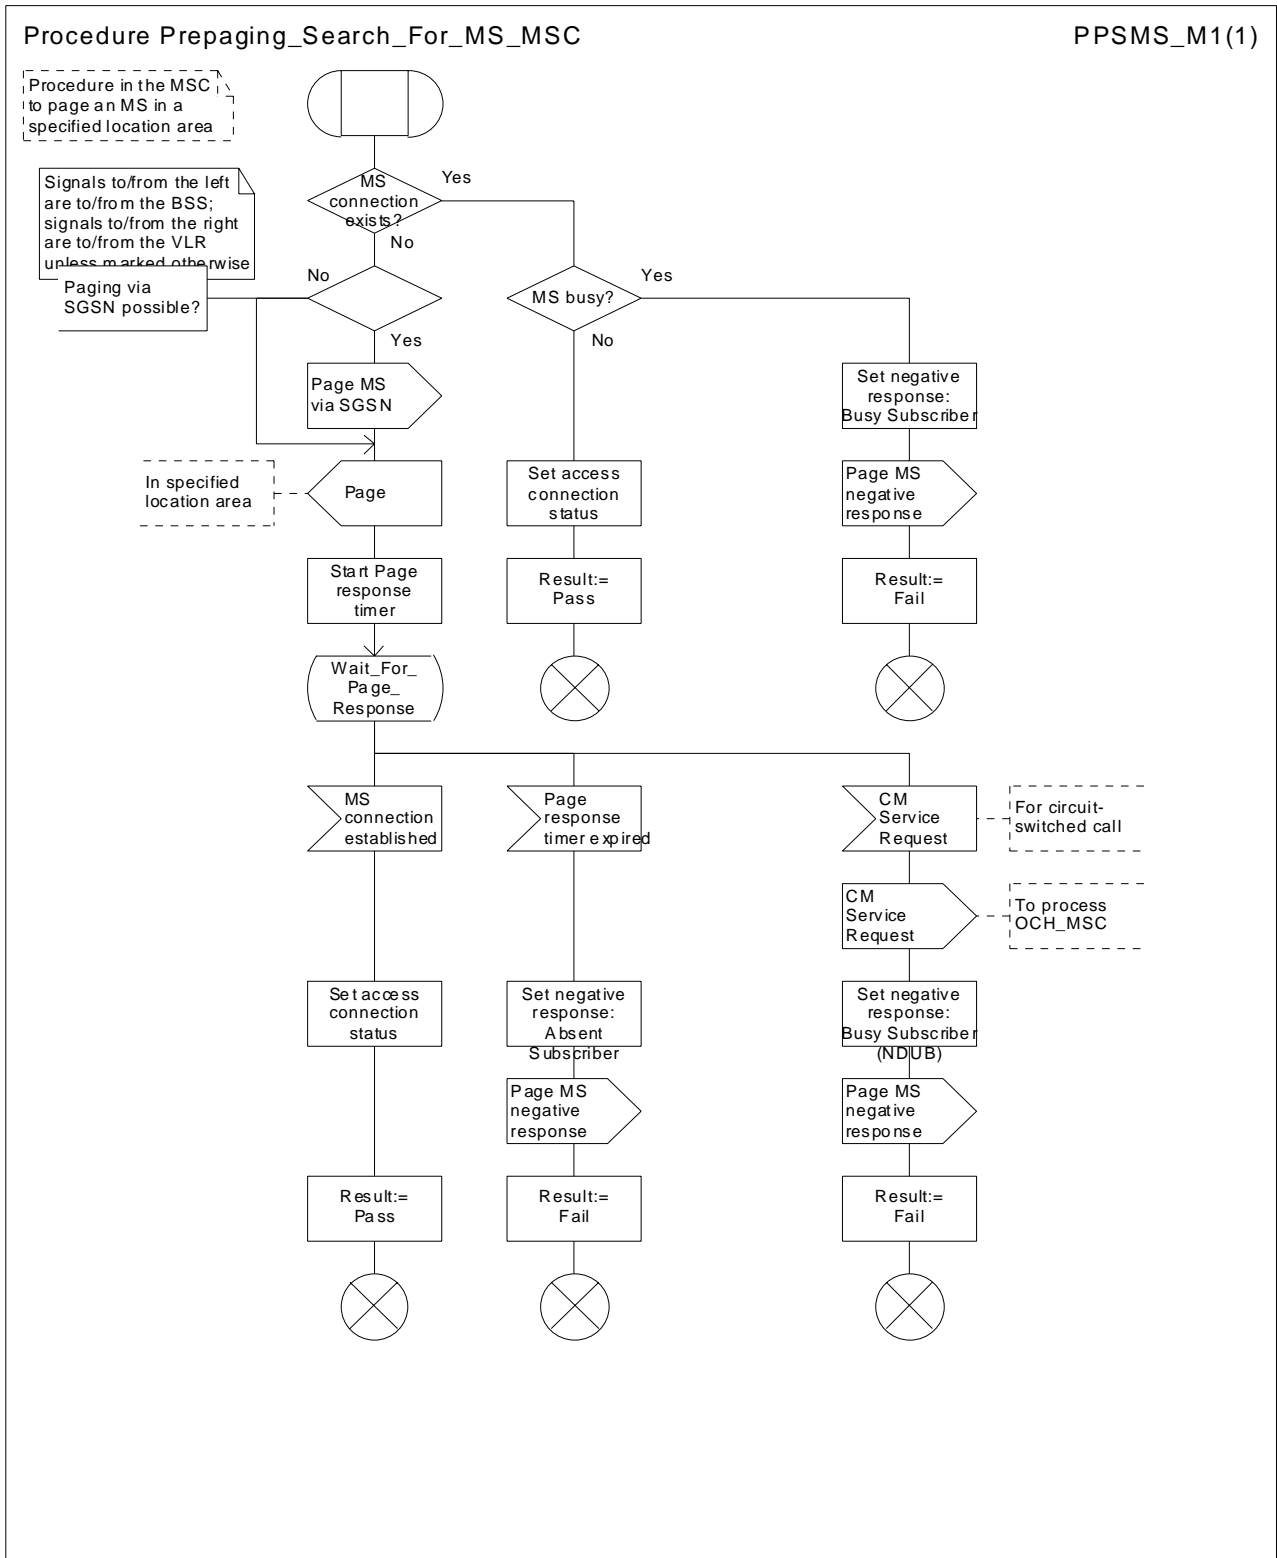 Procedure Prepaging_Search_For_MS_MSC
PPSMS_M1(1)
Procedure in the MSC
to page an MS in a
specified location area
Signals to/from the left
are to/from the BSS;
signals to/from the right
are to/from the VLR
unless marked otherwise
MS
connection
exists?
Yes
No
Paging via
SGSN possible?
No
Yes
MS busy?
Yes
No
Page MS
via SGSN
Set negative
response:
Busy Subscriber
In specified
location area
Page
Set access
connection
status
Page MS
negative
response
Start Page
response
timer
Result:=
Pass
Result:=
Fail
Wait_For_
Page_
Response
MS
connection
established
Page
response
timer expired
CM
Service
Request
For circuit-
switched call
CM
Service
Request
To process
OCH_MSC
Set access
connection
status
Set negative
response:
Absent
Subscriber
Set negative
response:
Busy Subscriber
(NDUB)
Page MS
negative
response
Page MS
negative
response
Result:=
Pass
Result:=
Fail
Result:=
Fail